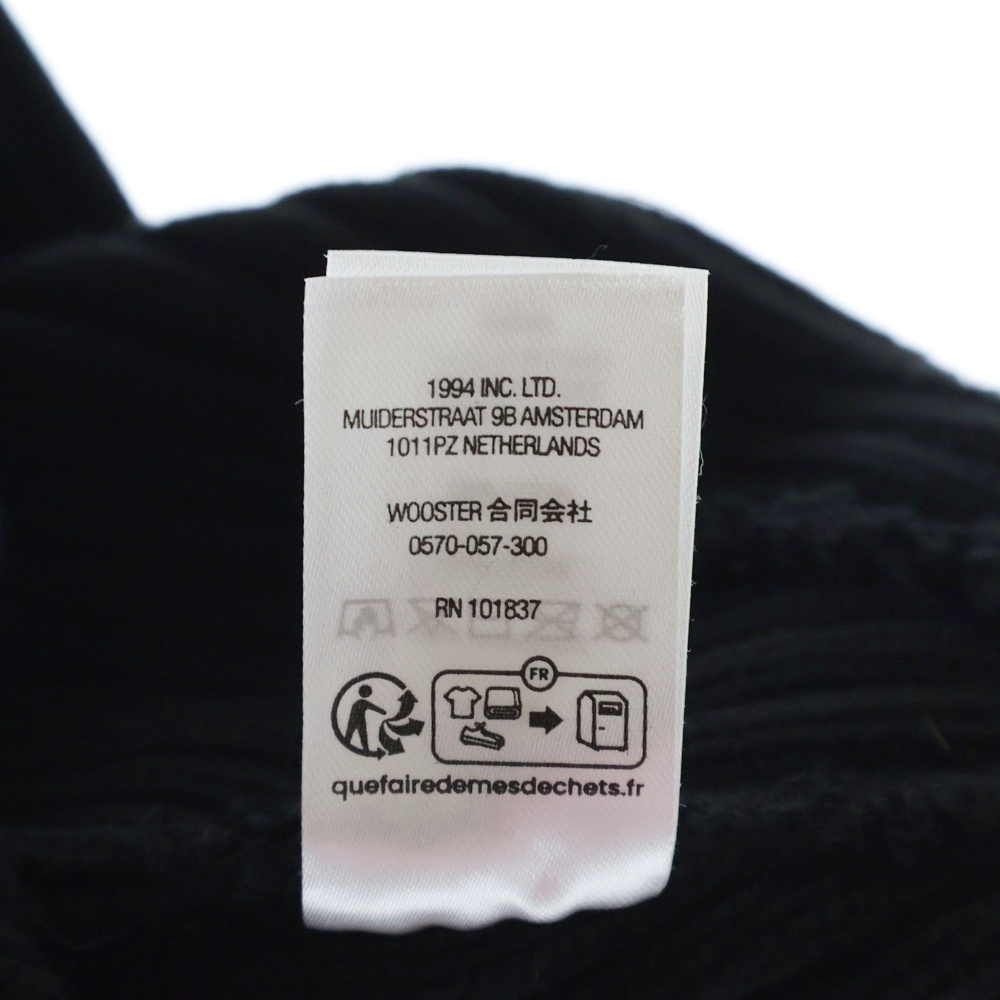 1994 INC. LTD.
MUIDERSTRAAT 9B AMSTERDAM
1011PZ NETHERLANDS
WOOSTER 合同会社
0570-057-300
RN 101837
FR
quefairedemesdechets.fr